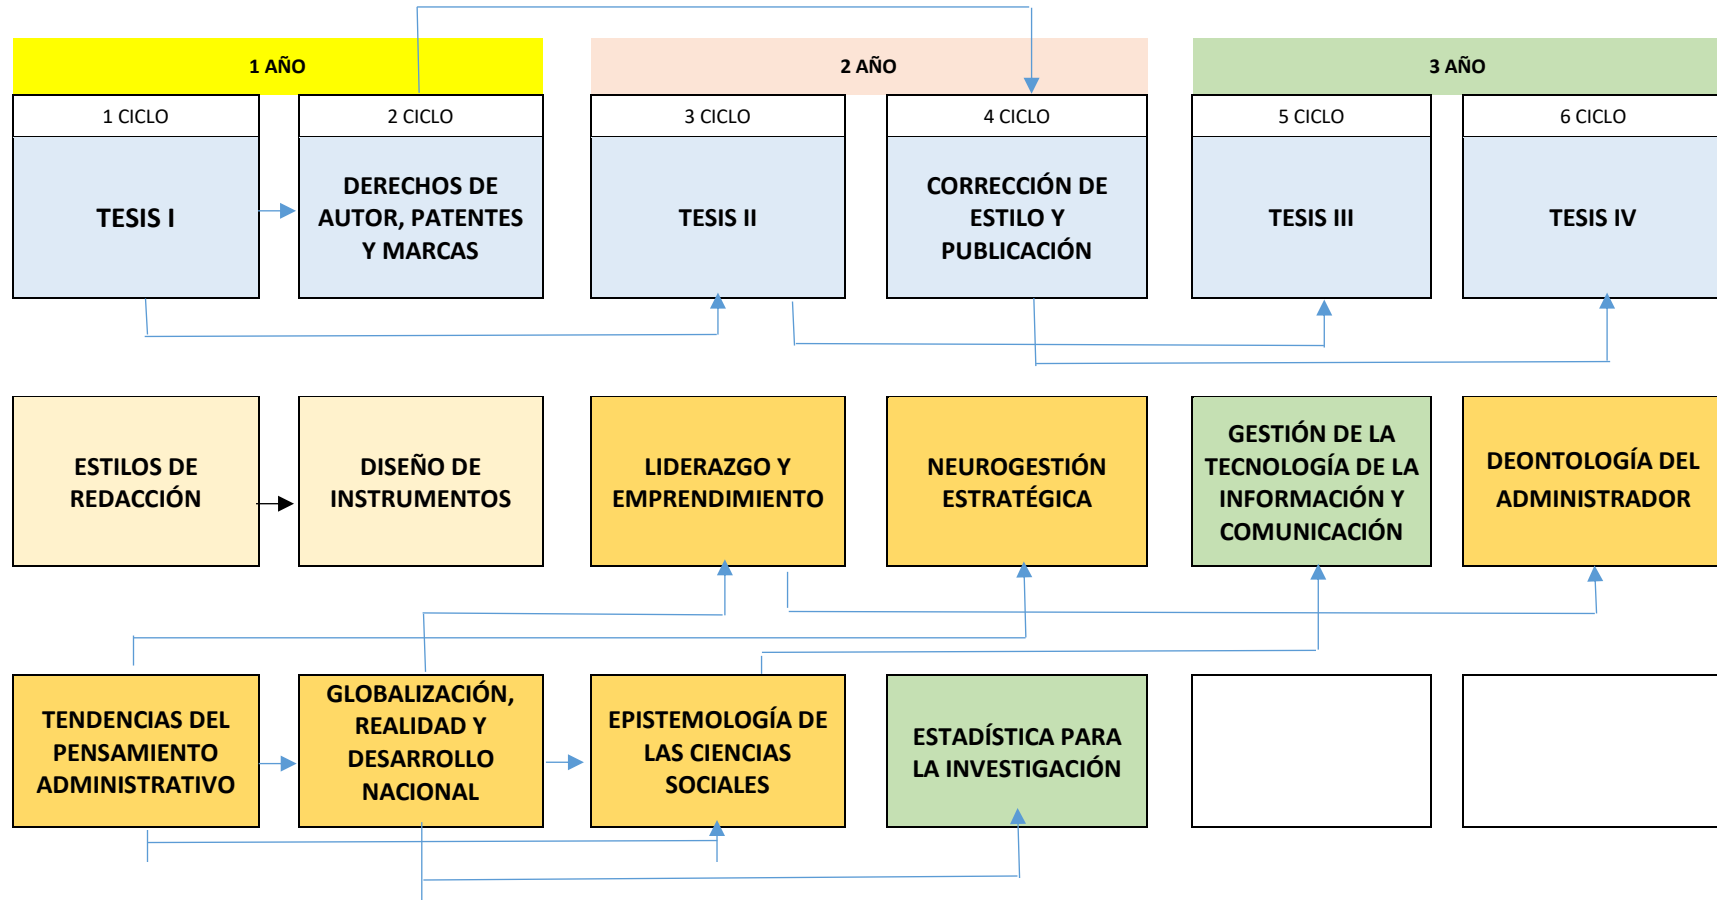 1 AÑO
2 AÑO
3 AÑO
1 CICLO
2 CICLO
3 CICLO
4 CICLO
5 CICLO
6 CICLO
TESIS I
DERECHOS DE
AUTOR, PATENTES
Y MARCAS
TESIS II
CORRECCIÓN DE
ESTILO Y
PUBLICACIÓN
TESIS III
TESIS IV
ESTILOS DE
REDACCIÓN
DISEÑO DE
INSTRUMENTOS
LIDERAZGO Y
EMPRENDIMIENTO
NEUROGESTIÓN
ESTRATÉGICA
GESTIÓN DE LA
TECNOLOGÍA DE LA
INFORMACIÓN Y
COMUNICACIÓN
DEONTOLOGÍA DEL
ADMINISTRADOR
TENDENCIAS DEL
PENSAMIENTO
ADMINISTRATIVO
GLOBALIZACIÓN,
REALIDAD Y
DESARROLLO
NACIONAL
EPISTEMOLOGÍA DE
LAS CIENCIAS
SOCIALES
ESTADÍSTICA PARA
LA INVESTIGACIÓN